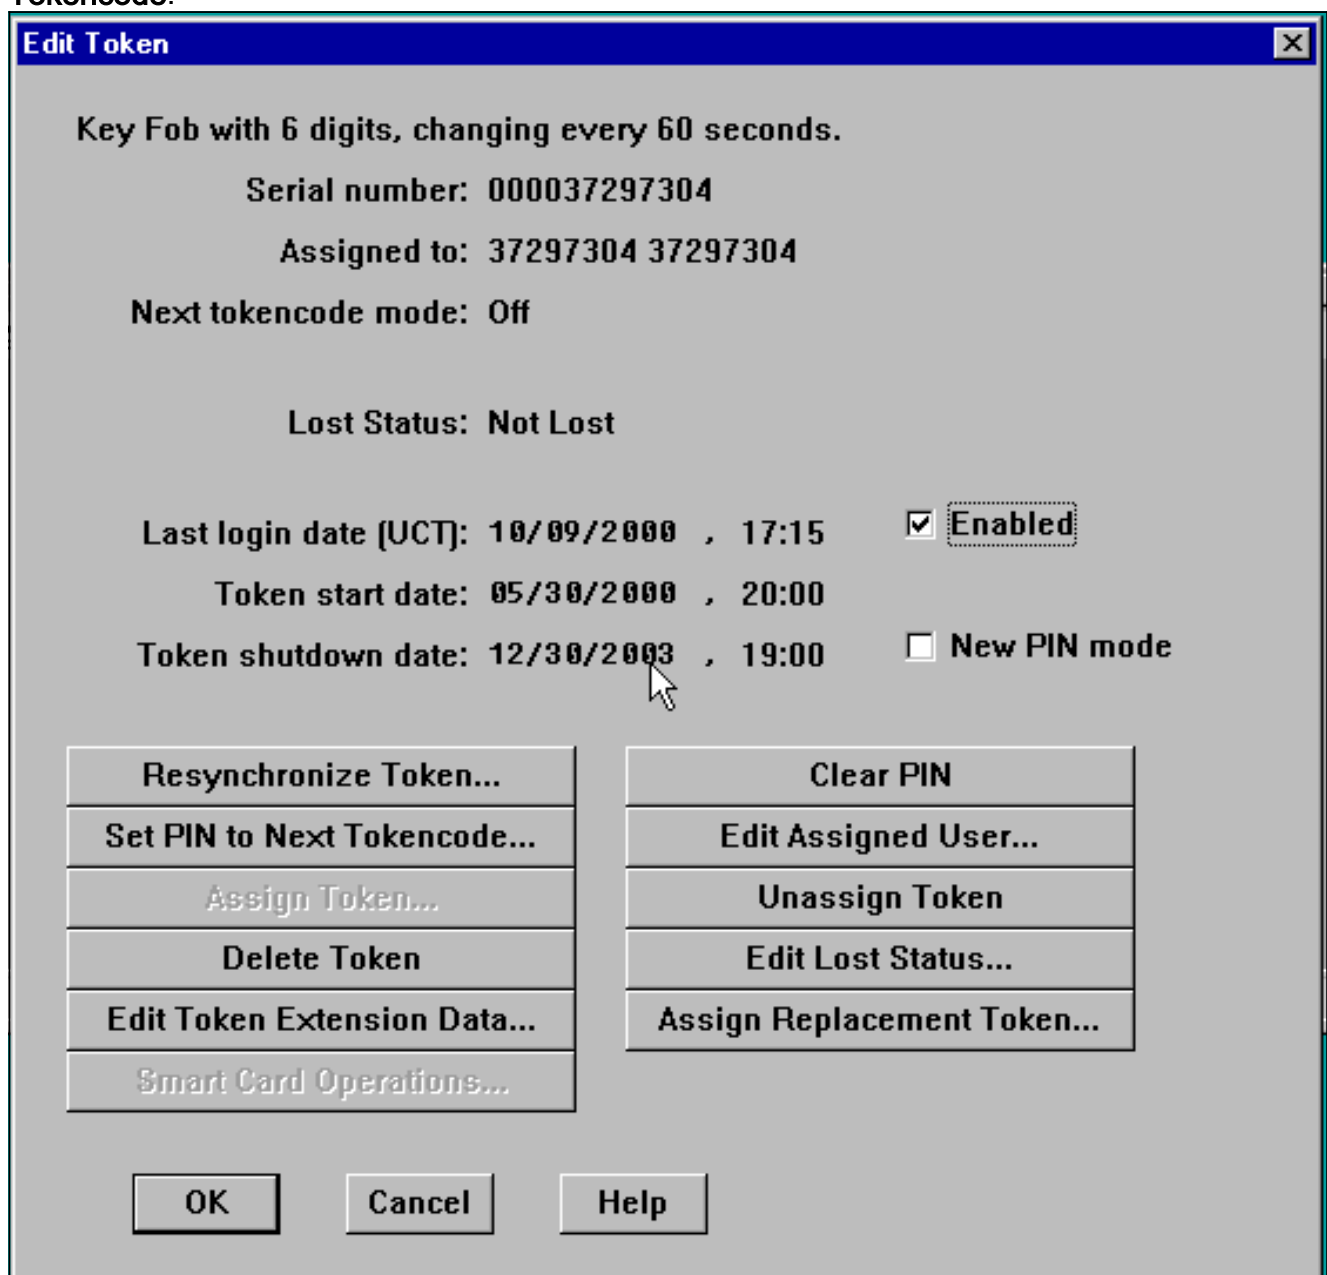 Tokencode.
Edit Token
Key Fob with 6 digits, changing every 60 seconds.
Serial number: 000037297304
Assigned to: 37297304 37297304
Next tokencode mode: Off
Lost Status: Not Lost
Last login date (UCT): 10/09/2000 , 17:15
Enabled
Token start date: 05/30/2000 , 20:00
Token shutdown date: 12/30/2003 , 19:00
New PIN mode
Resynchronize Token...
Clear PIN
Set PIN to Next Tokencode...
Edit Assigned User...
Assign Token...
Unassign Token
Delete Token
Edit Lost Status...
Edit Token Extension Data...
Assign Replacement Token...
Smart Card Operations...
OK
Cancel
Help